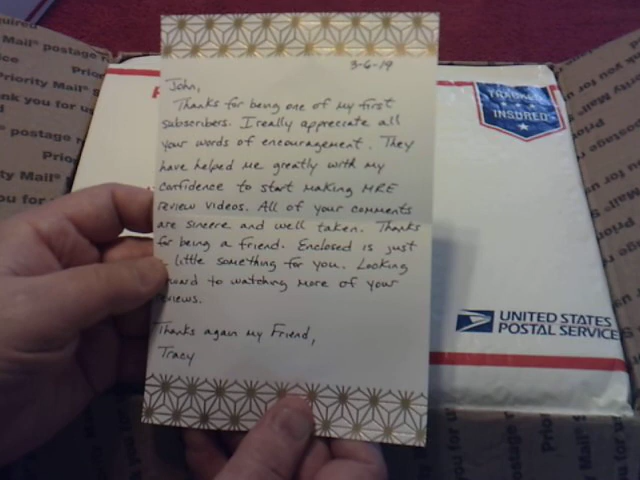 3-6-19
John,
Thanks for being one of my first
subscribers. I really appreciate all
your words of encouragement. They
have helped me greatly with my
confidence to start making MRE
review videos. All of your comments
are sincere and well taken. Thanks
for being a friend. Enclosed is just
little something for you. Looking
to watching more of your
Thanks again my Friend,
Tracy
TRACKED
INSURED
UNITED STATES
POSTAL SERVICE
Mail® postage
Priority Mail®